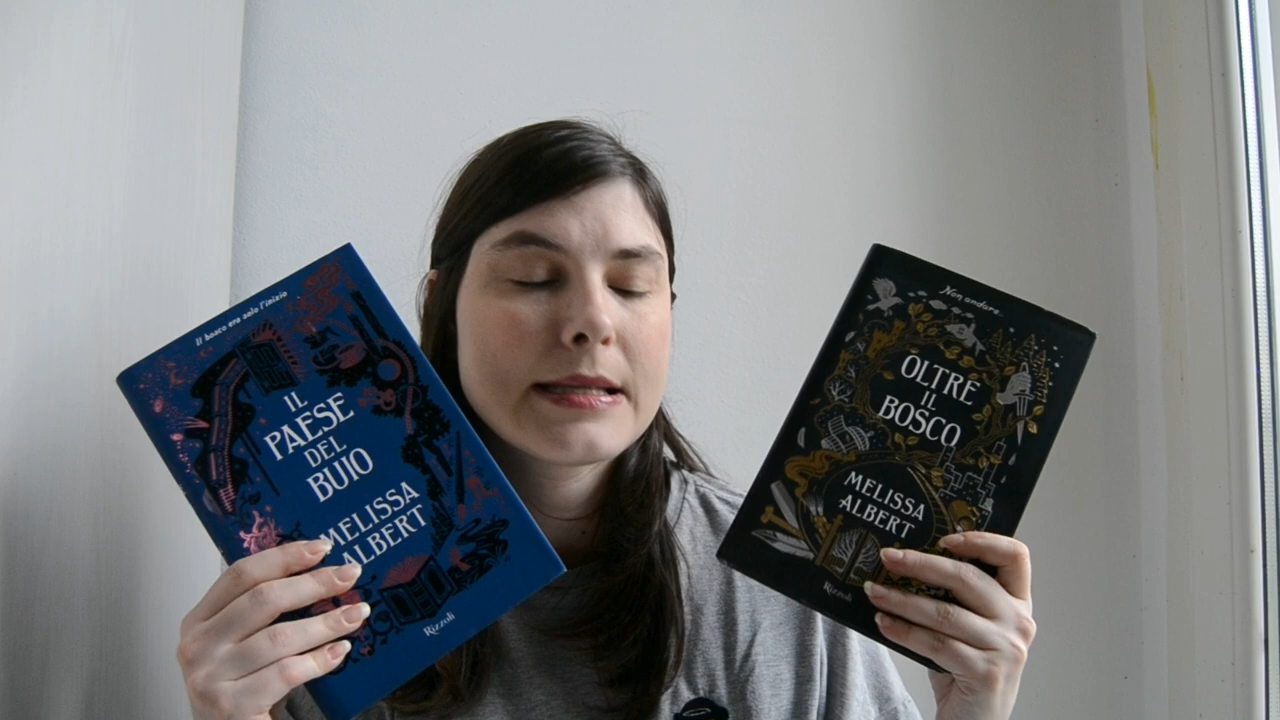 Il bosco era solo l'inizio
IL
PAESE
DEL
BUIO
MELISSA
ALBERT
Rizzoli
Non andare...
OLTRE
IL
BOSCO
MELISSA
ALBERT
Rizzoli